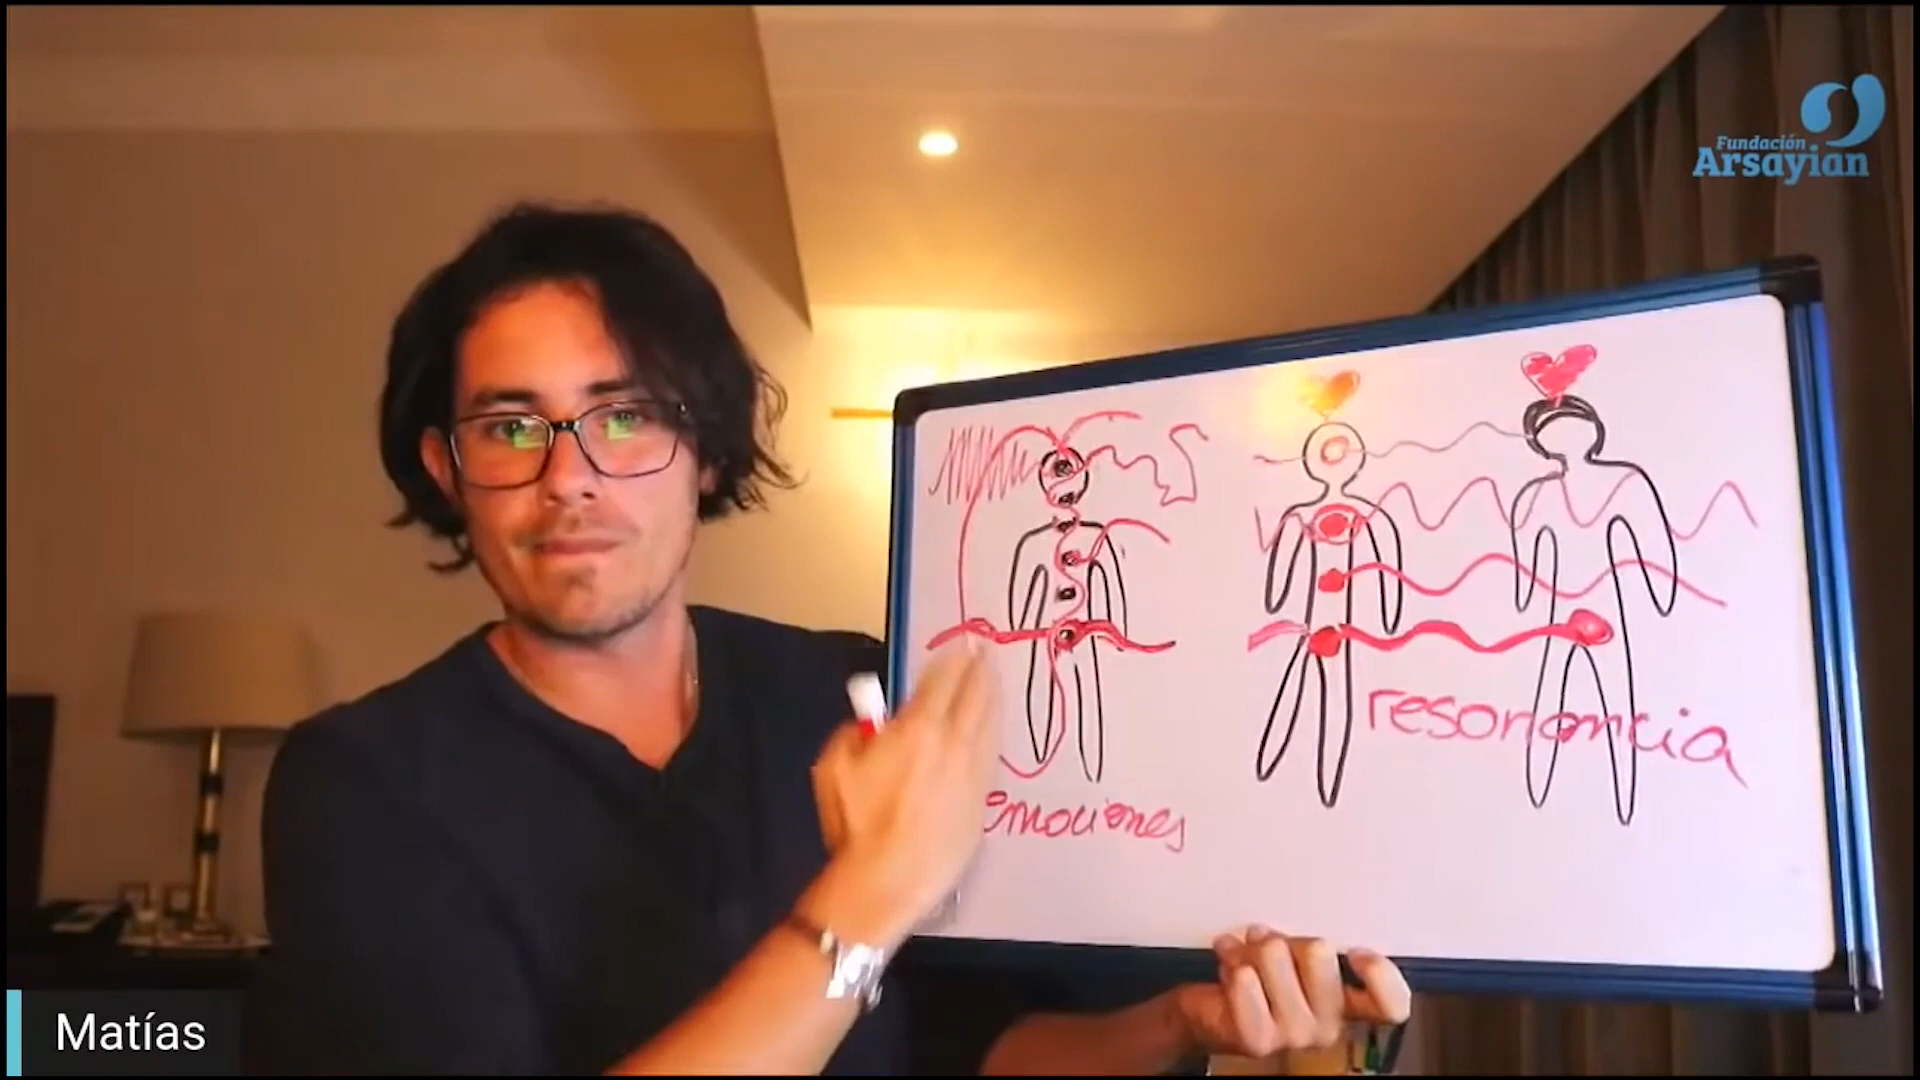 Fundación
Arsayian
resonancia
emociones
Matías